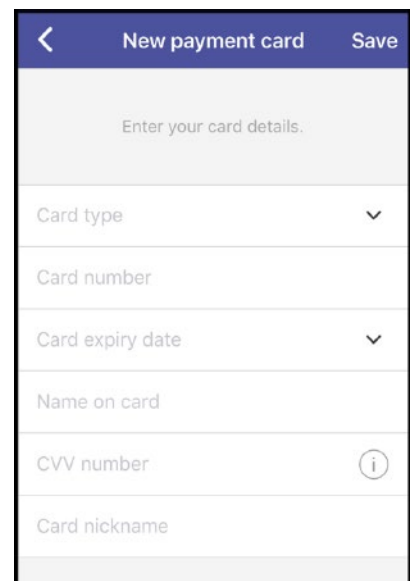 New payment card Save
Enter your card details.
Card type
Card number
Card expiry date
Name on card
CVV number
Card nickname